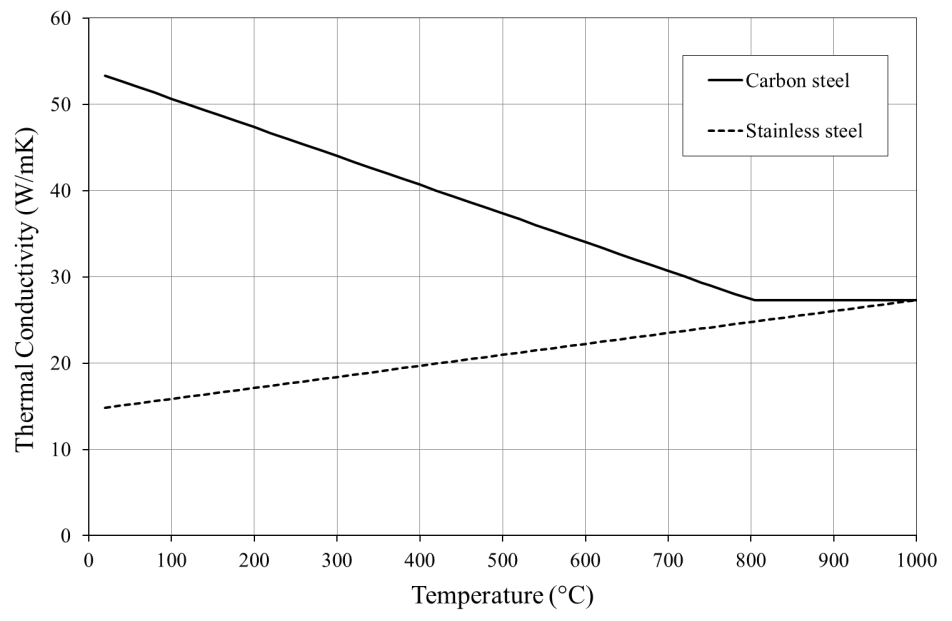 60
50
40
30
20
10
0
Thermal Conductivity (W/mK)
Carbon steel
Stainless steel
0 100 200 300 400 500 600 700 800 900 1000
Temperature (°C)